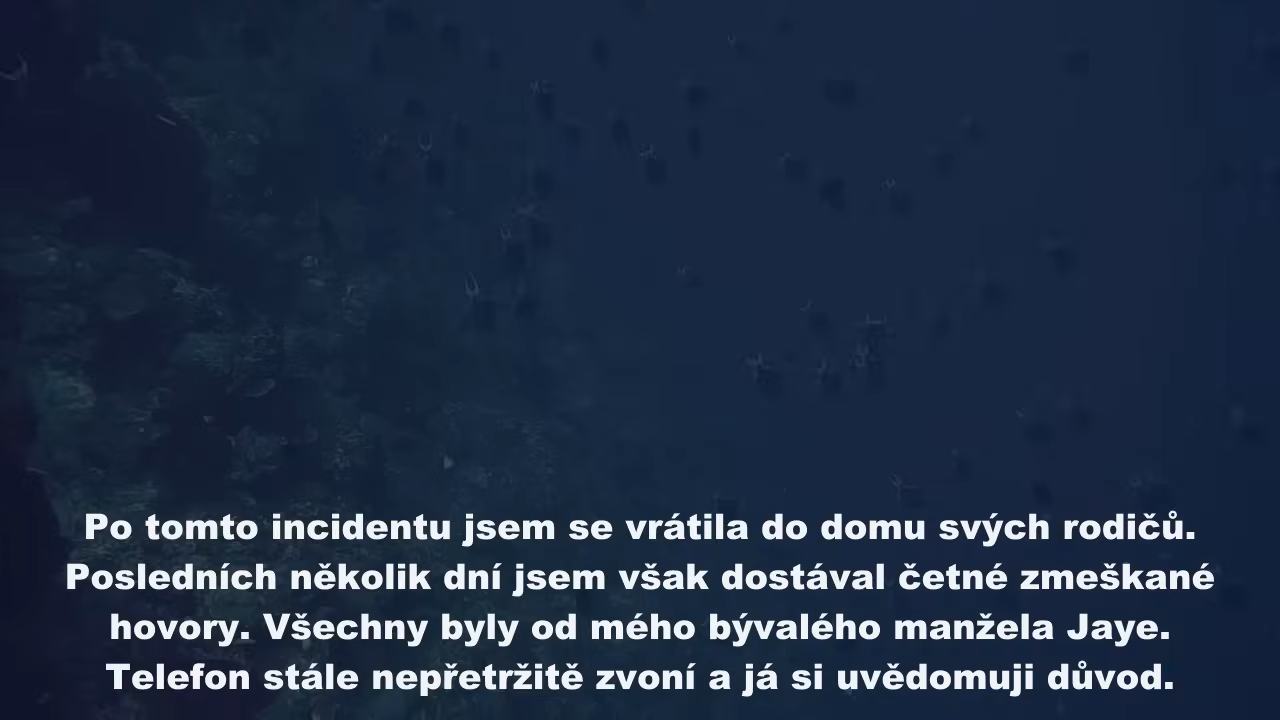 Po tomto incidentu jsem se vrátila do domu svých rodičů.
Posledních několik dní jsem však dostával četné zmeškané
hovory. Všechny byly od mého bývalého manžela Jaye.
Telefon stále nepřetržitě zvoní a já si uvědomuji důvod.